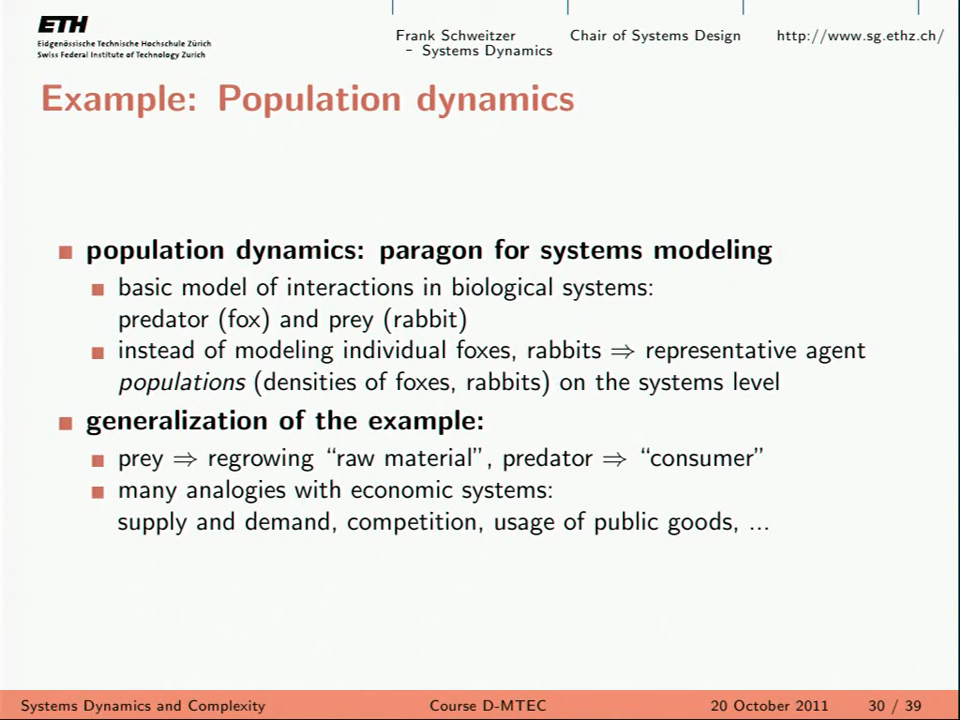 ETH
Eidgenössische Technische Hochschule Zürich
Swiss Federal Institute of Technology Zurich
Frank Schweitzer
– Systems Dynamics
Chair of Systems Design
http://www.sg.ethz.ch/
Example: Population dynamics
population dynamics: paragon for systems modeling
basic model of interactions in biological systems:
predator (fox) and prey (rabbit)
instead of modeling individual foxes, rabbits ⇒ representative agent
populations (densities of foxes, rabbits) on the systems level
generalization of the example:
prey ⇒ regrowing “raw material”, predator ⇒ “consumer”
many analogies with economic systems:
supply and demand, competition, usage of public goods, ...
Systems Dynamics and Complexity
Course D-MTEC
20 October 2011
30 / 39